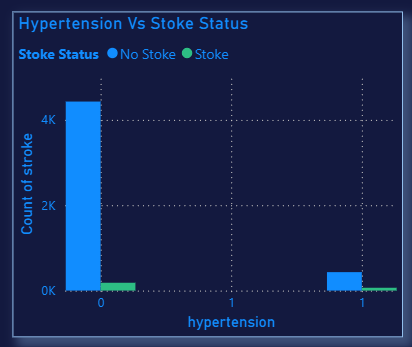 Hypertension Vs Stoke Status
Stoke Status No Stoke Stoke
4K
2K
0K
Count of stroke
0 1 1
hypertension